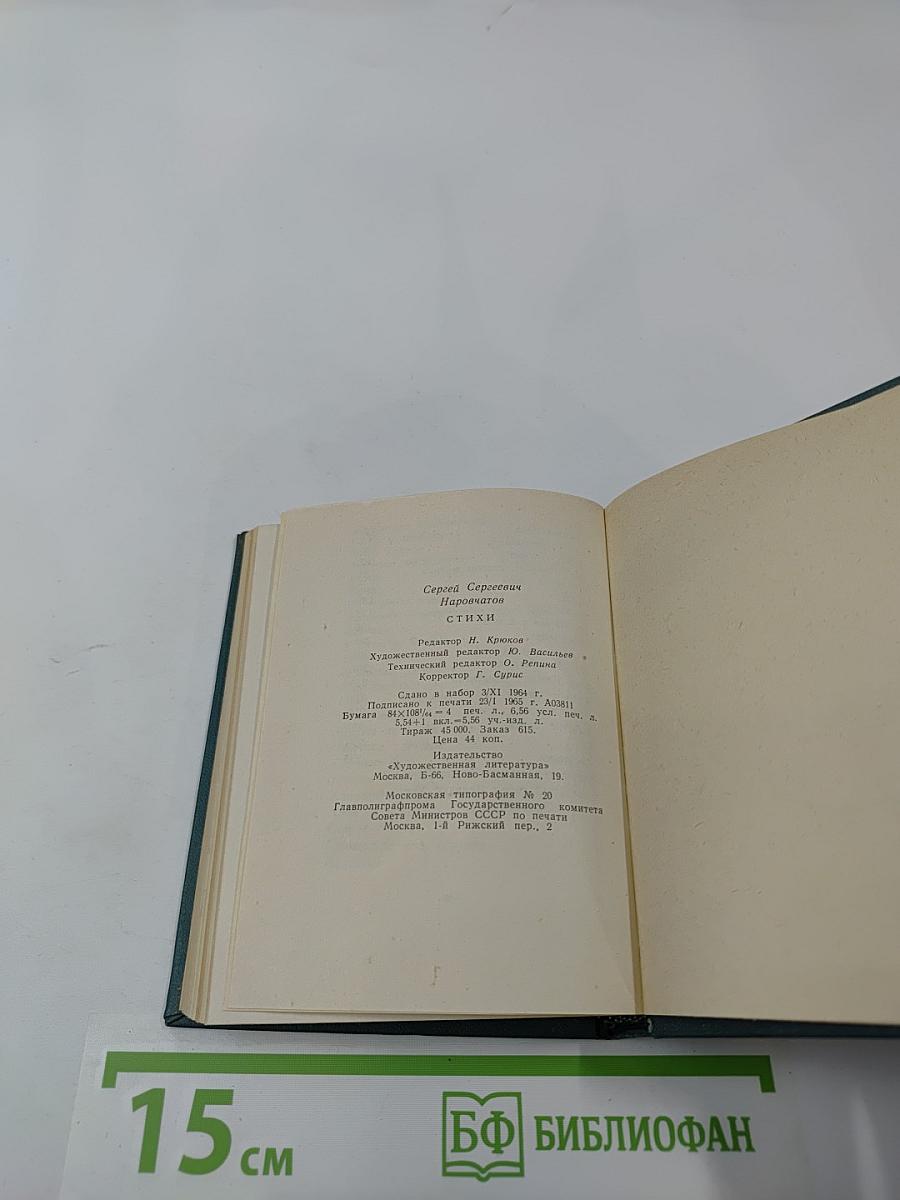 Сергей Сергеевич
Наровчатов
СТИХИ
Редактор Н. Крюков
Художественный редактор Ю. Васильев
Технический редактор О. Репина
Корректор Г. Сурис
Сдано в набор 3/XI 1964 г.
Подписано к печати 23/I 1965 г. А03811
Бумага 84×108¹/₆₄ = 4 печ. л., 6,56 усл. печ. л.
5,54+1 вкл.=5,56 уч.-изд. л.
Тираж 45 000. Заказ 615.
Цена 44 коп.
Издательство
«Художественная литература»
Москва, Б-66, Ново-Басманная, 19.
Московская типография № 20
Главполиграфпрома Государственного комитета
Совета Министров СССР по печати
Москва, 1-й Рижский пер., 2
15 см
БФ БИБЛИОФАН